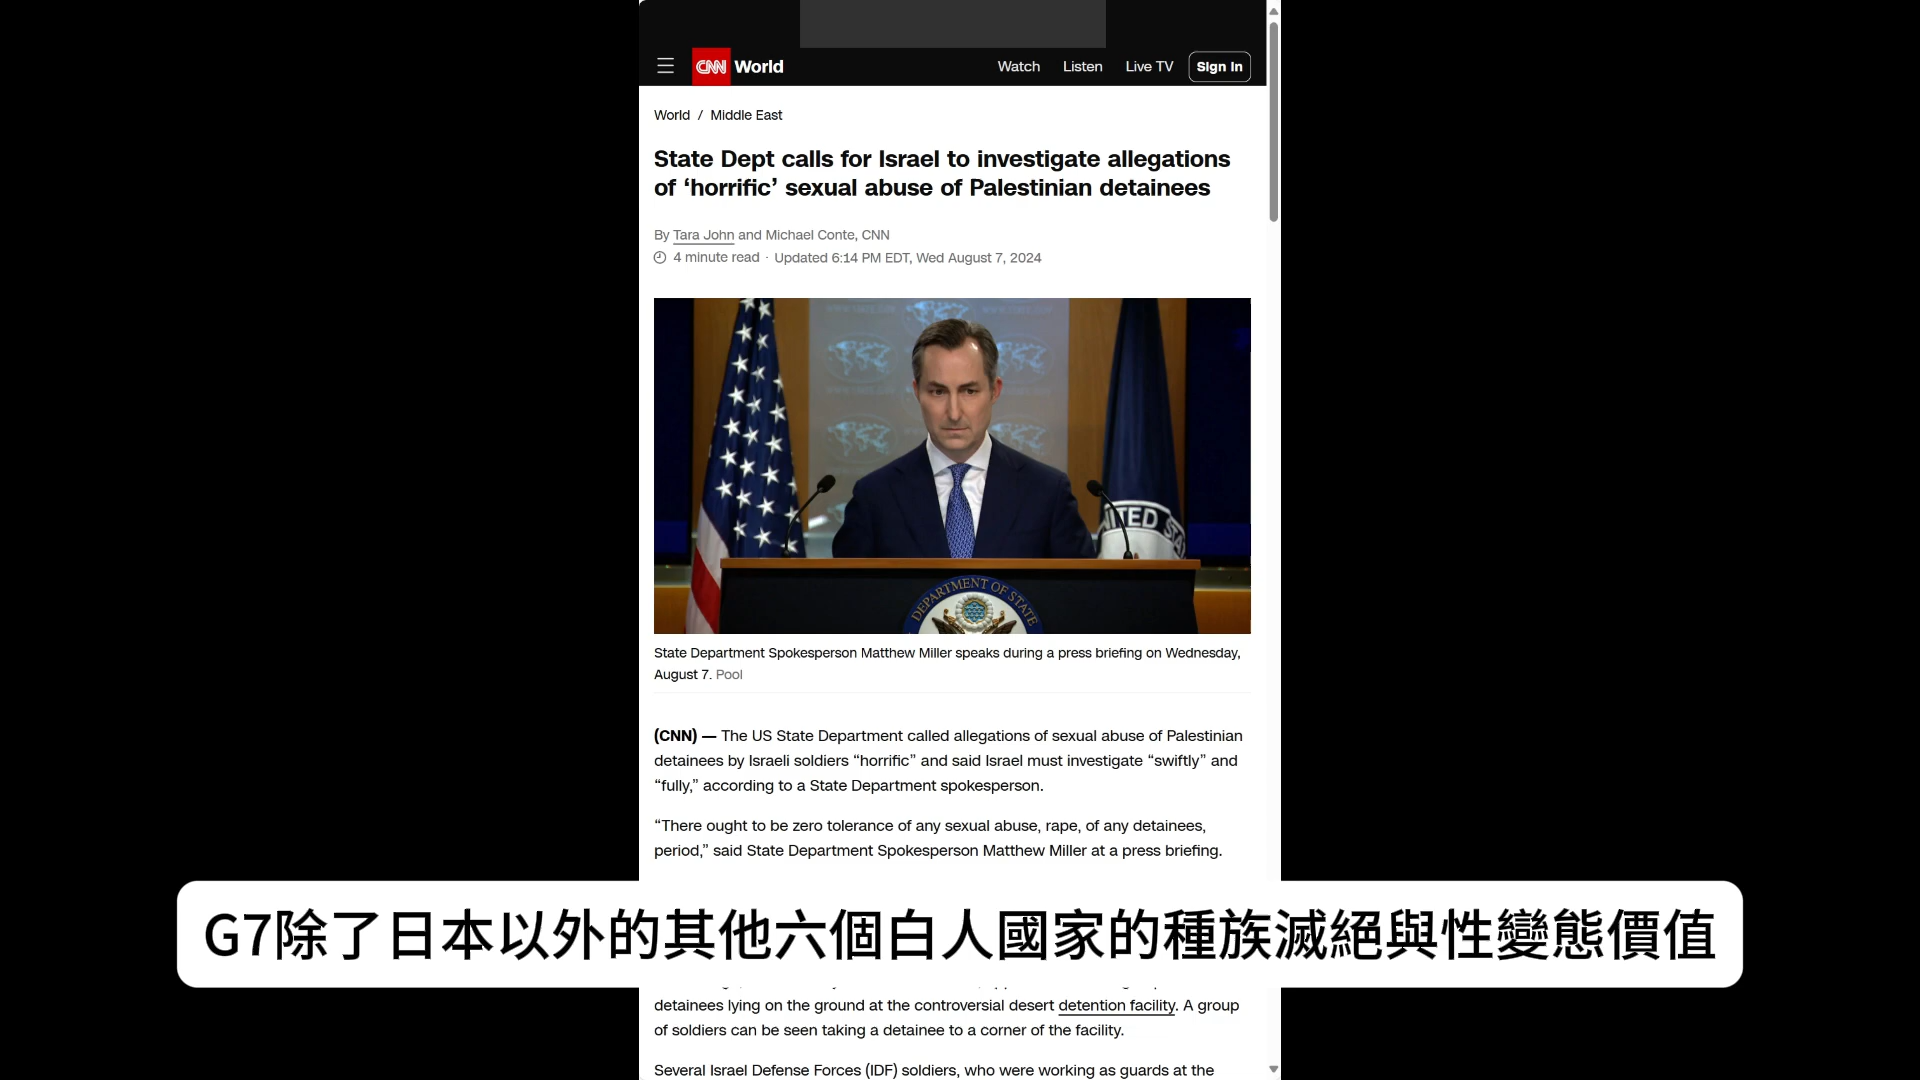 CNN World
Watch Listen Live TV Sign in
World / Middle East
State Dept calls for Israel to investigate allegations
of ‘horrific’ sexual abuse of Palestinian detainees
By Tara John and Michael Conte, CNN
4 minute read · Updated 6:14 PM EDT, Wed August 7, 2024
UNITED STA
DEPARTMENT OF STATE
State Department Spokesperson Matthew Miller speaks during a press briefing on Wednesday,
August 7. Pool
(CNN) — The US State Department called allegations of sexual abuse of Palestinian
detainees by Israeli soldiers “horrific” and said Israel must investigate “swiftly” and
“fully,” according to a State Department spokesperson.
“There ought to be zero tolerance of any sexual abuse, rape, of any detainees,
period,” said State Department Spokesperson Matthew Miller at a press briefing.
G7除了日本以外的其他六個白人國家的種族滅絕與性變態價值
detainees lying on the ground at the controversial desert detention facility. A group
of soldiers can be seen taking a detainee to a corner of the facility.
Several Israel Defense Forces (IDF) soldiers, who were working as guards at the